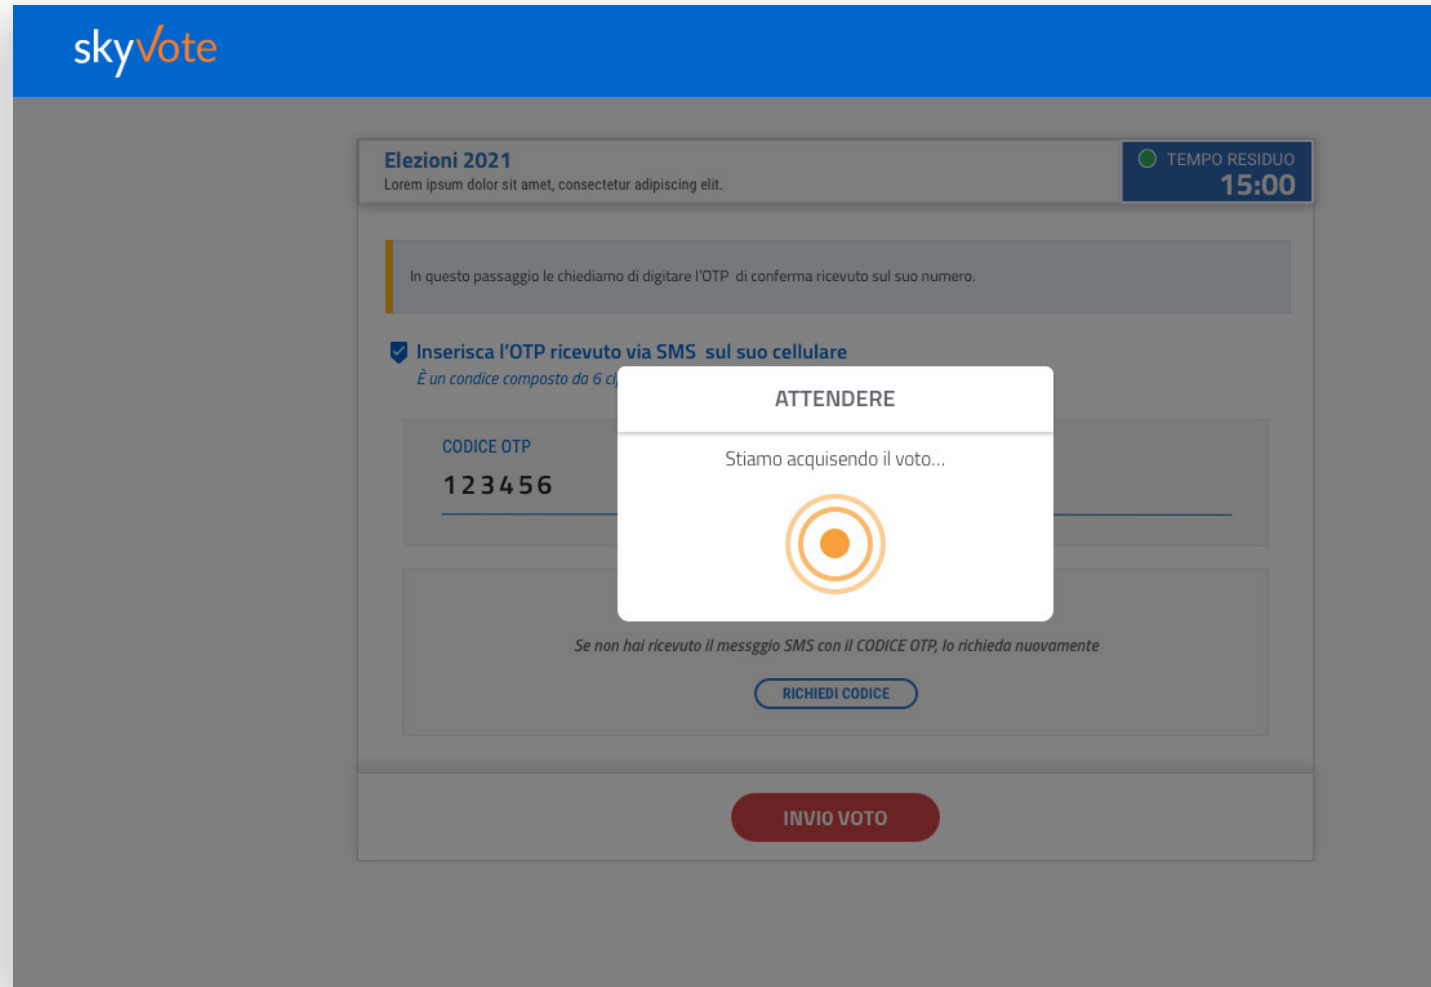 skyvote
Elezioni 2021
Lorem ipsum dolor sit amet, consectetur adipiscing elit.
TEMPO RESIDUO
15:00
In questo passaggio le chiediamo di digitare l'OTP di conferma ricevuto sul suo numero.
Inserisca l'OTP ricevuto via SMS sul suo cellulare
È un condice composto da 6
ATTENDERE
Stiamo acquisendo il voto...
CODICE OTP
123456
Se non hai ricevuto il messggio SMS con il CODICE OTP, lo richieda nuovamente
RICHIEDI CODICE
INVIO VOTO